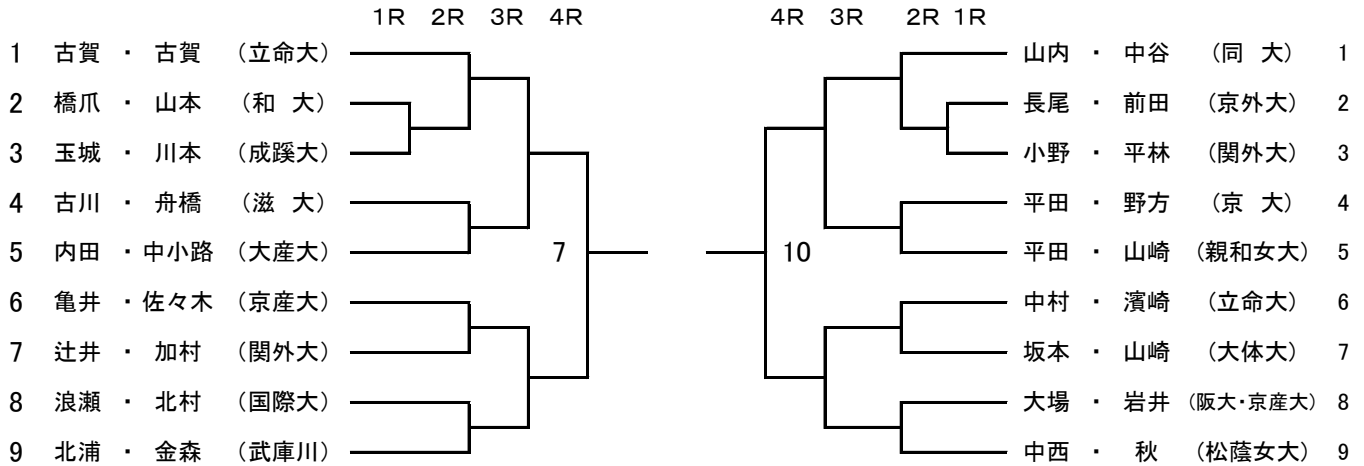 1R 2R 3R 4R
1 古賀 ・ 古賀 （立命大）
2 橋爪 ・ 山本 （和 大）
3 玉城 ・ 川本 （成蹊大）
4 古川 ・ 舟橋 （滋 大）
5 内田 ・ 中小路 （大産大）
6 亀井 ・ 佐々木 （京産大）
7 辻井 ・ 加村 （関外大）
8 浪瀬 ・ 北村 （国際大）
9 北浦 ・ 金森 （武庫川）
7
4R 3R 2R 1R
山内 ・ 中谷 （同 大） 1
長尾 ・ 前田 （京外大） 2
小野 ・ 平林 （関外大） 3
平田 ・ 野方 （京 大） 4
平田 ・ 山崎 （親和女大） 5
中村 ・ 濱崎 （立命大） 6
坂本 ・ 山崎 （大体大） 7
大場 ・ 岩井 （阪大・京産大） 8
中西 ・ 秋 （松蔭女大） 9
10